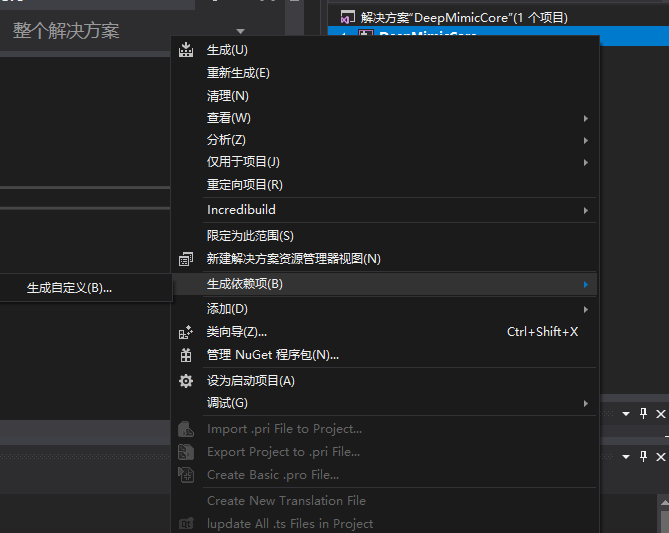 整个解决方案
解决方案"DeepMimicCore"(1 个项目)
DeepMimicCore
生成(U)
重新生成(E)
清理(N)
查看(W)
分析(Z)
仅用于项目(J)
重定向项目(R)
Incredibuild
限定为此范围(S)
新建解决方案资源管理器视图(N)
生成依赖项(B)
生成自定义(B)...
添加(D)
类向导(Z)...
Ctrl+Shift+X
管理 NuGet 程序包(N)...
设为启动项目(A)
调试(G)
Import .pri File to Project...
Export Project to .pri File...
Create Basic .pro File...
Create New Translation File
lupdate All .ts Files in Project